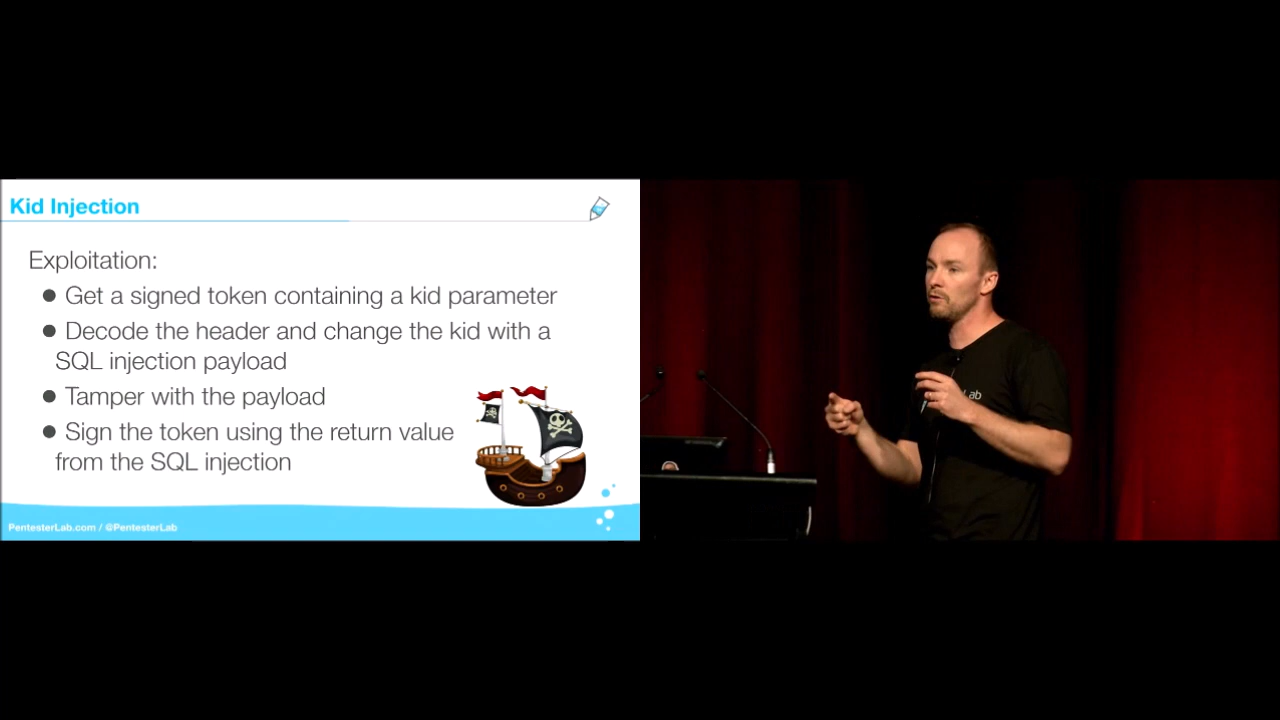 Kid Injection
Exploitation:
● Get a signed token containing a kid parameter
● Decode the header and change the kid with a
SQL injection payload
● Tamper with the payload
● Sign the token using the return value
from the SQL injection
PentesterLab.com / @PentesterLab
Lab